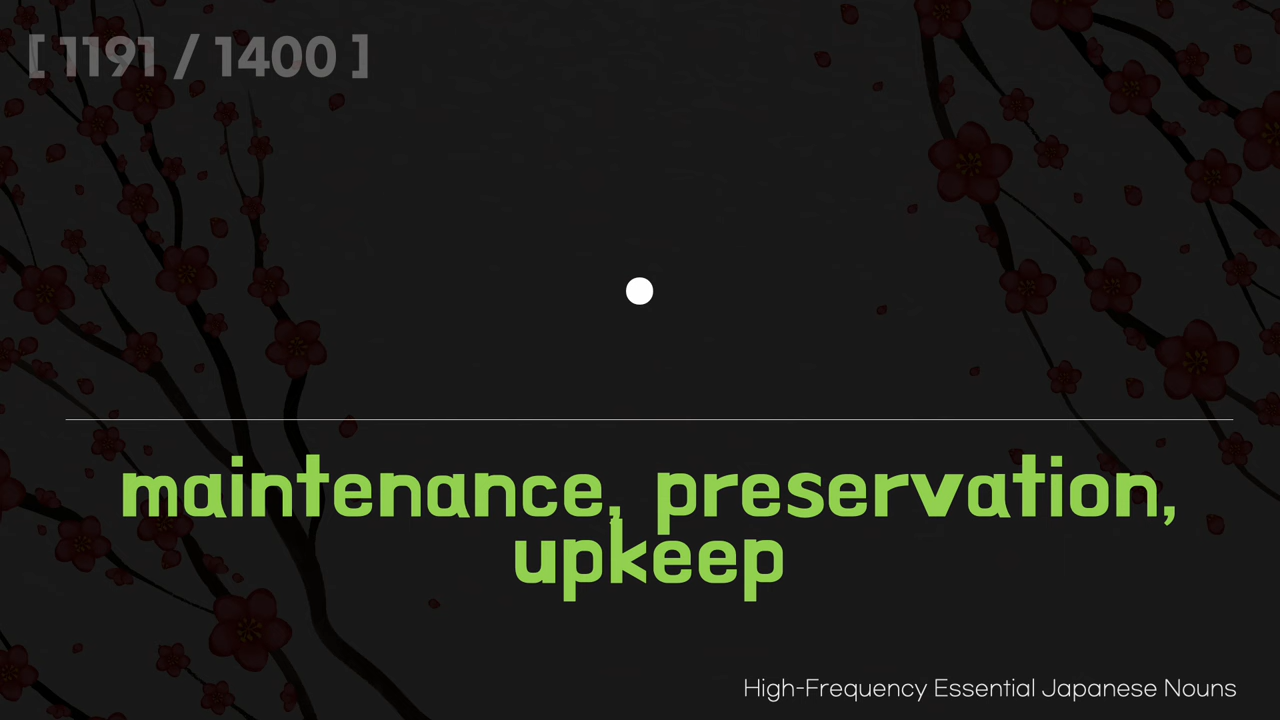 [ 1191 / 1400 ]
maintenance, preservation,
upkeep
High-Frequency Essential Japanese Nouns